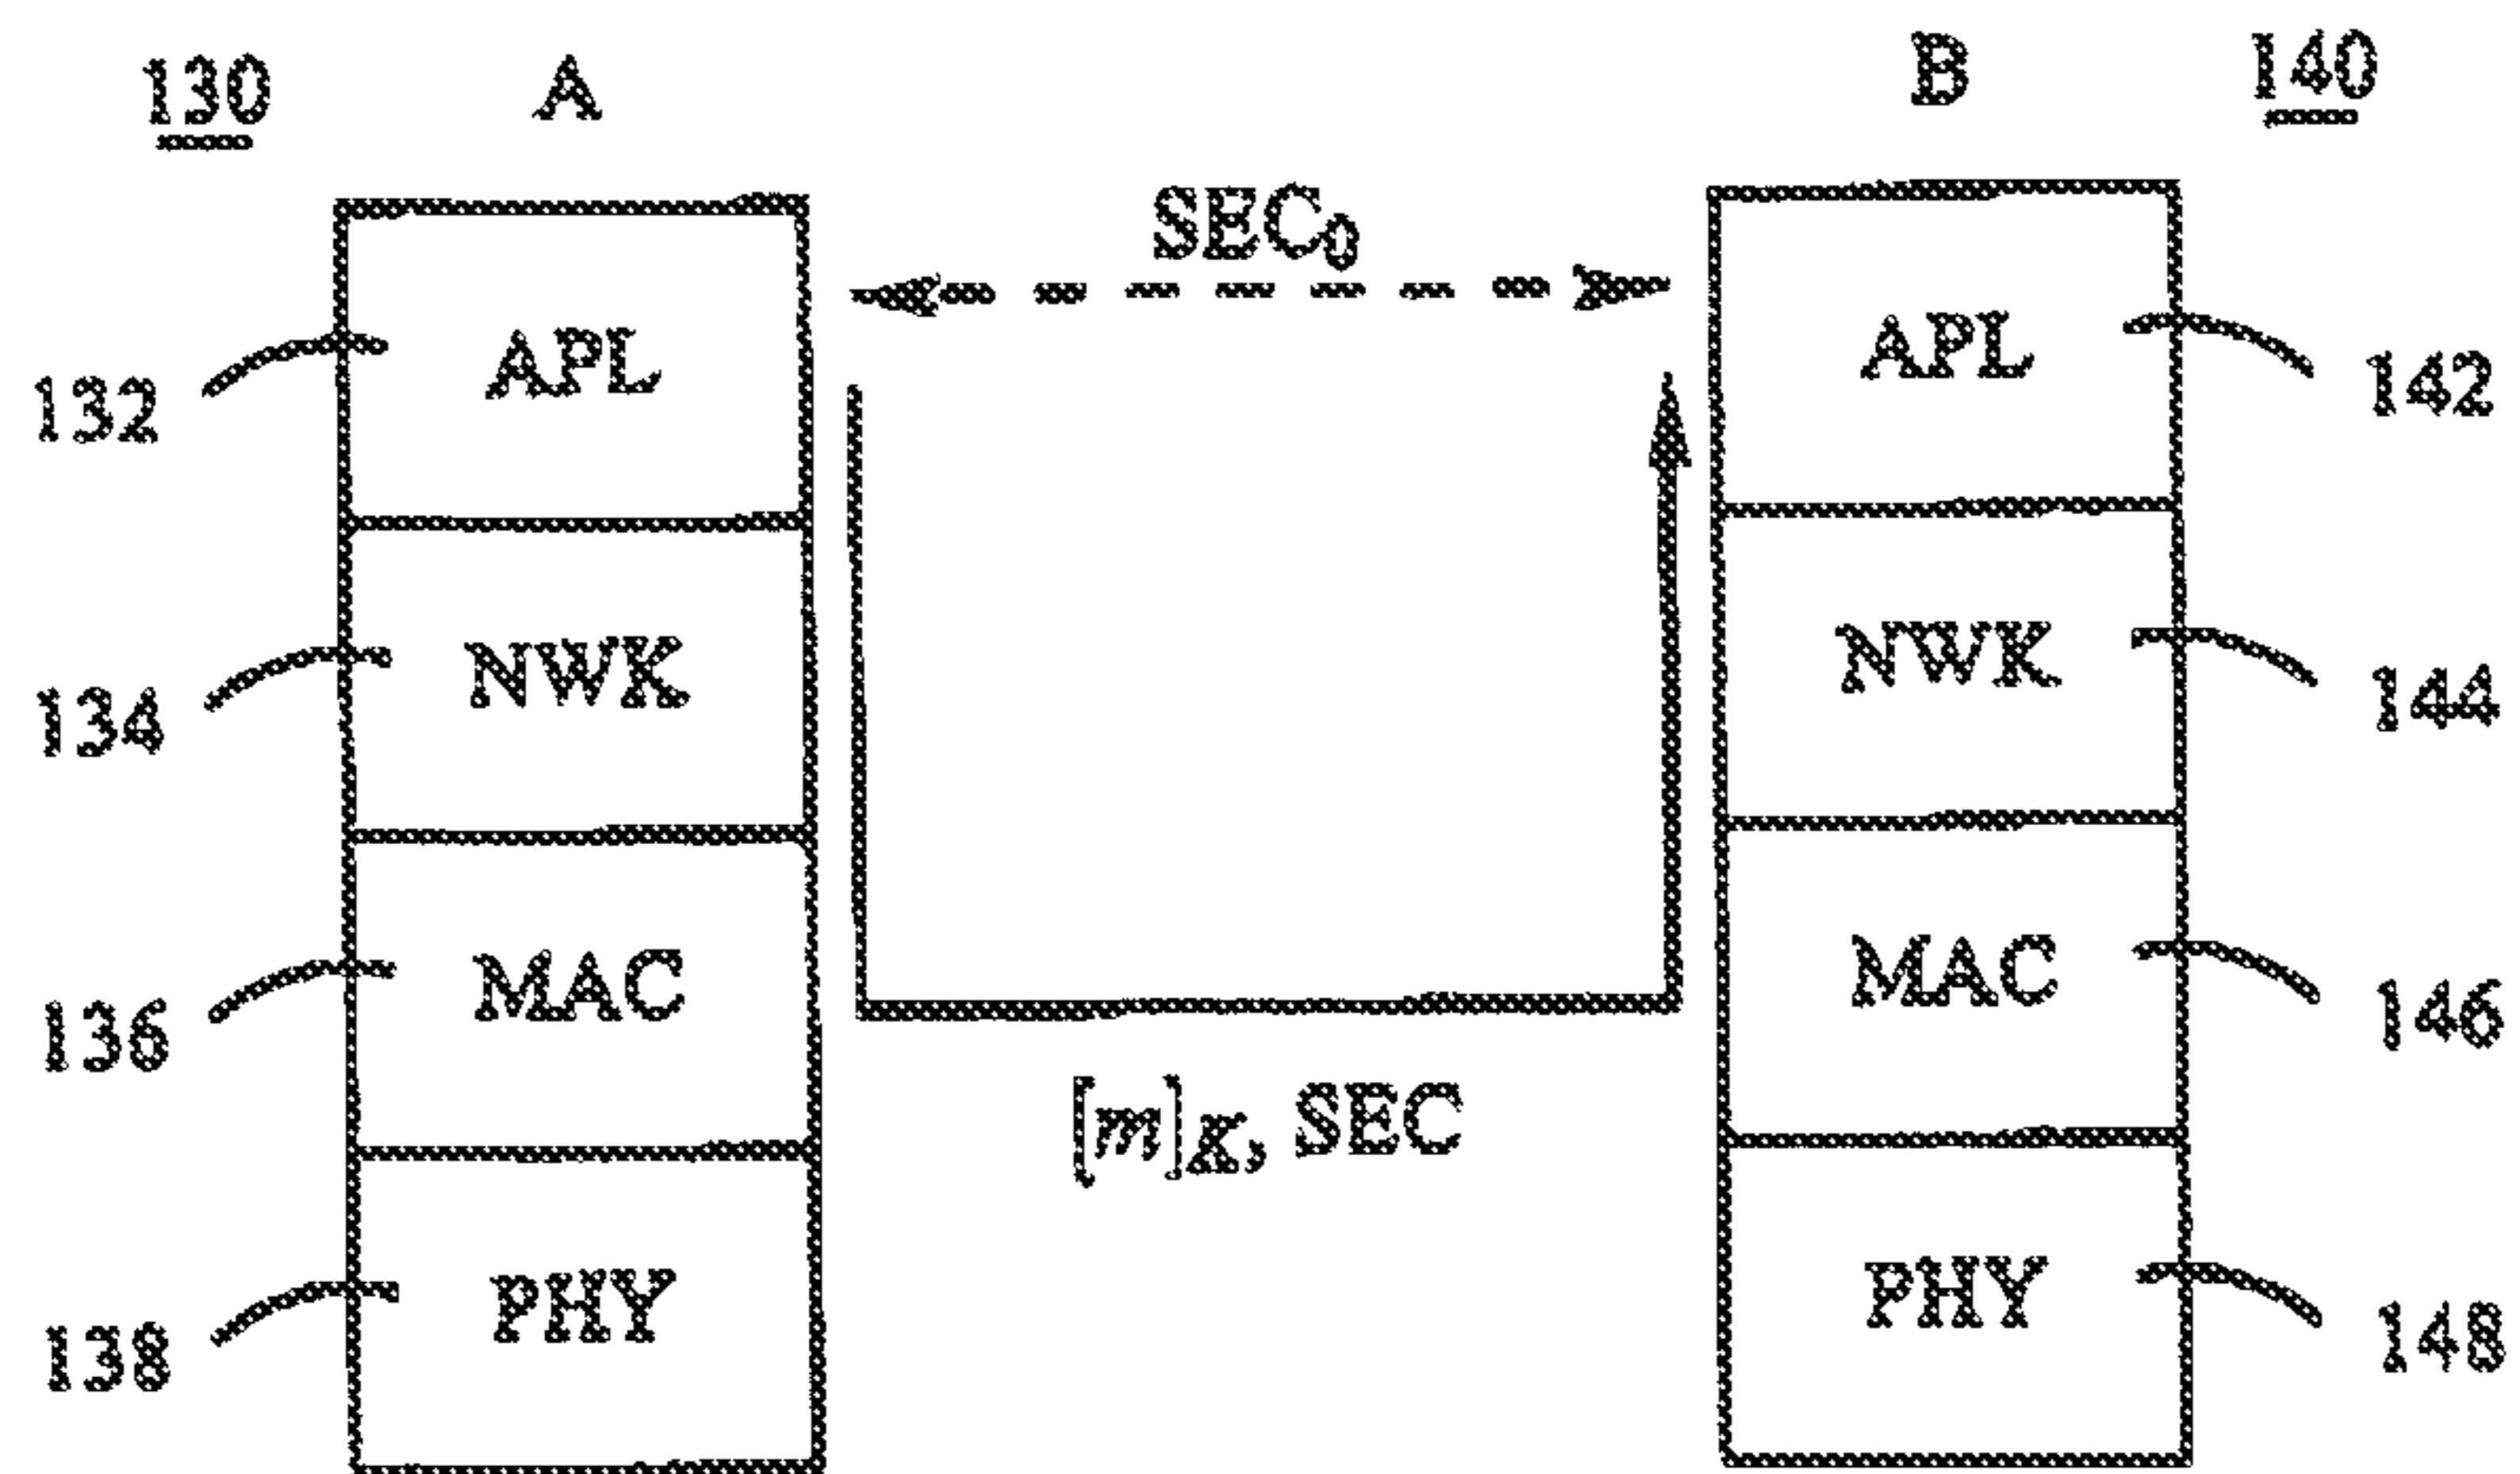 130 A B 140
SEC₀
APL APL
132 142
NWK NWK
134 144
MAC MAC
136 146
[m]K, SEC
PHY PHY
138 148